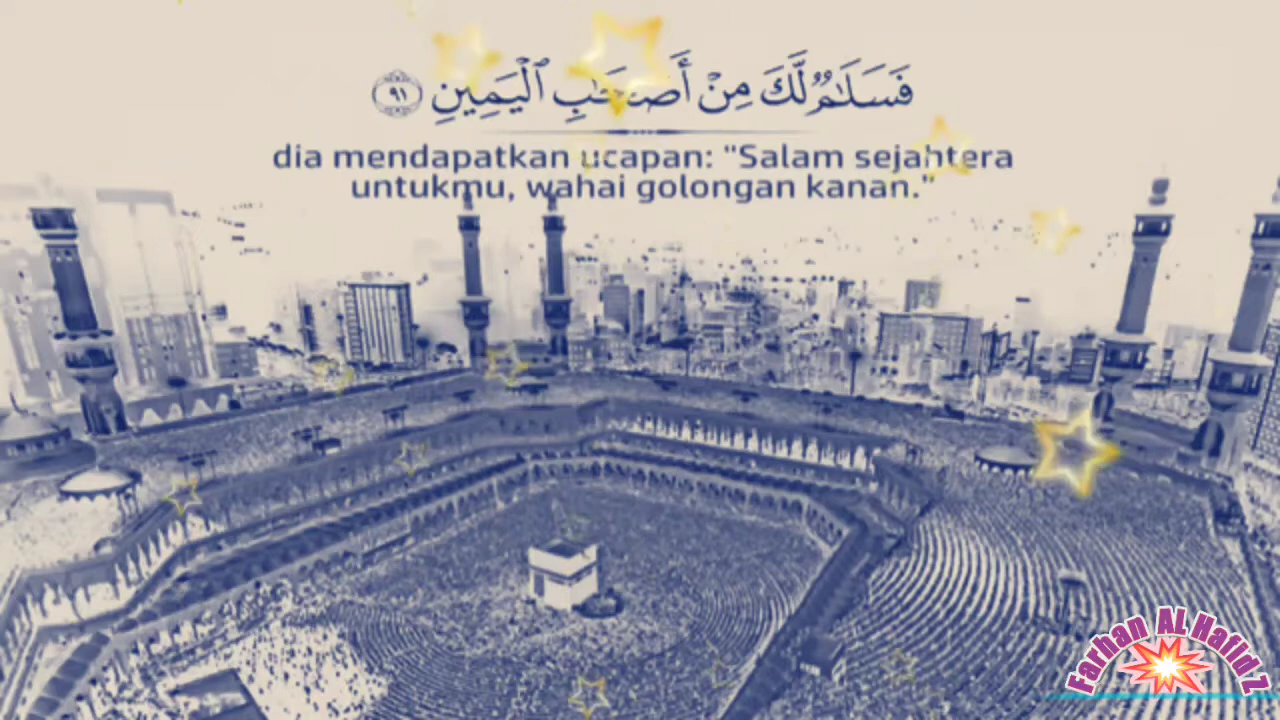 فَسَلَٰمٌ لَّكَ مِنْ أَصْحَٰبِ ٱلْيَمِينِ ٩١
dia mendapatkan ucapan: "Salam sejahtera
untukmu, wahai golongan kanan."
Farhan AL Hafidz